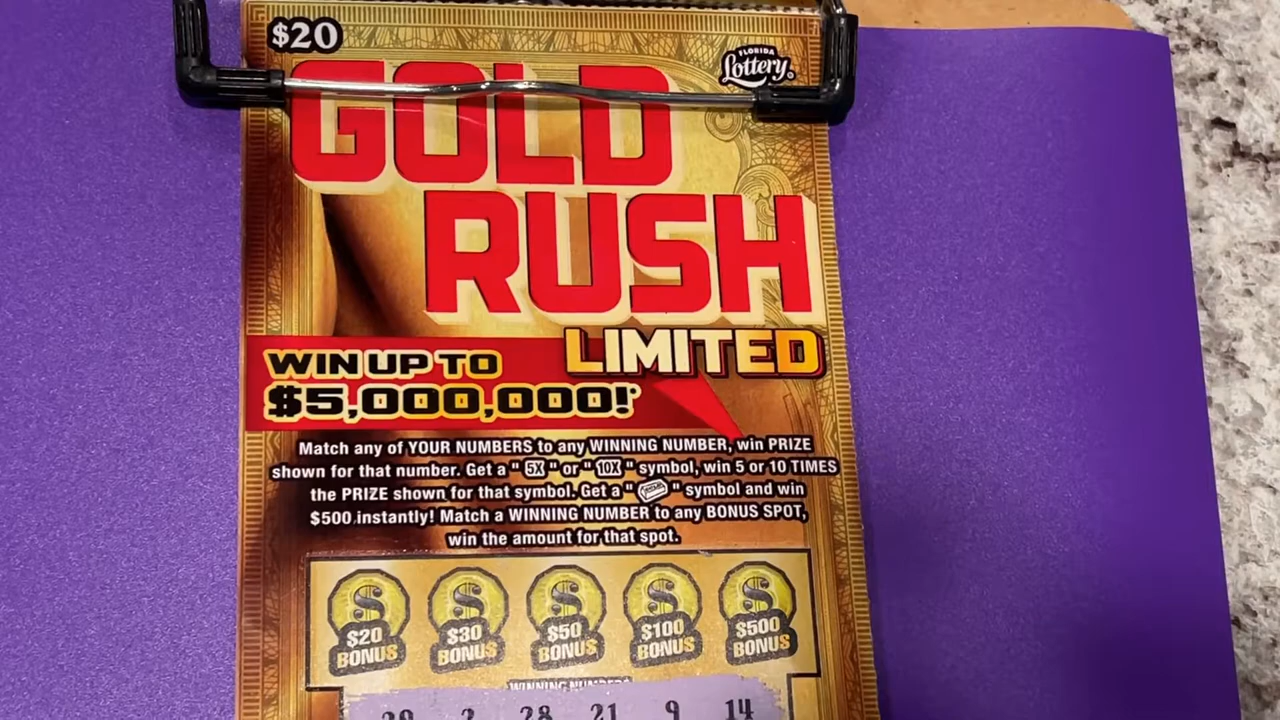 $20
FLORIDA
Lottery
GOLD
RUSH
LIMITED
WIN UP TO
$5,000,000!*
Match any of YOUR NUMBERS to any WINNING NUMBER, win PRIZE
shown for that number. Get a "5X" or "10X" symbol, win 5 or 10 TIMES
the PRIZE shown for that symbol. Get a " " symbol and win
$500 instantly! Match a WINNING NUMBER to any BONUS SPOT,
win the amount for that spot.
$20 BONUS $30 BONUS $50 BONUS $100 BONUS $500 BONUS
WINNING NUMBERS
2 28 21 9 14